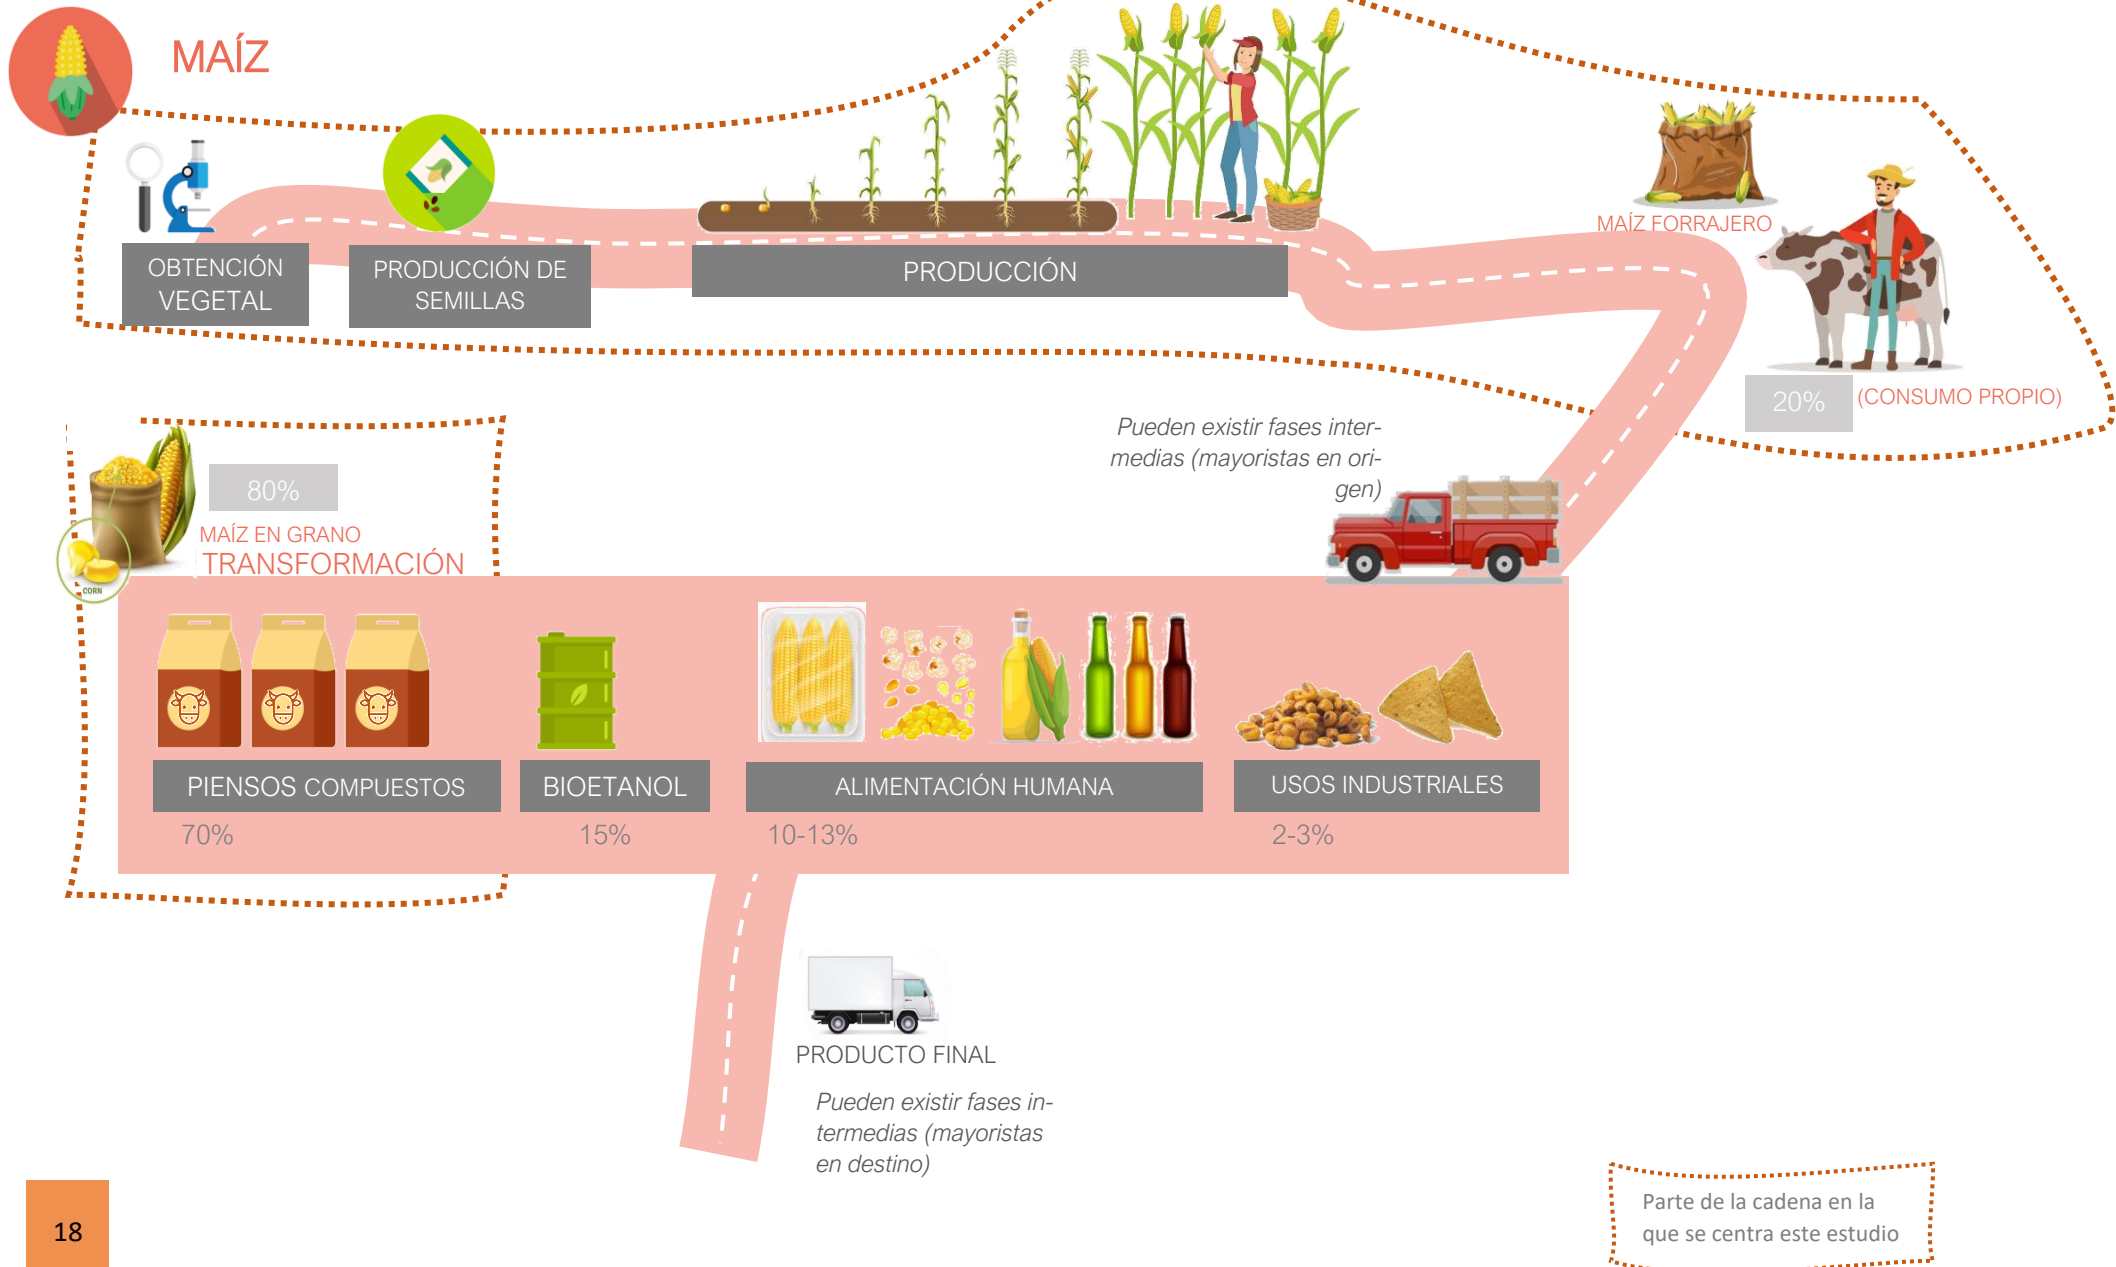 MAÍZ
OBTENCIÓN
VEGETAL
PRODUCCIÓN DE
SEMILLAS
PRODUCCIÓN
MAÍZ FORRAJERO
20%
(CONSUMO PROPIO)
Pueden existir fases inter-
medias (mayoristas en ori-
gen)
80%
MAÍZ EN GRANO
TRANSFORMACIÓN
CORN
PIENSOS COMPUESTOS
BIOETANOL
ALIMENTACIÓN HUMANA
USOS INDUSTRIALES
70%
15%
10-13%
2-3%
PRODUCTO FINAL
Pueden existir fases in-
termedias (mayoristas
en destino)
Parte de la cadena en la
que se centra este estudio
18